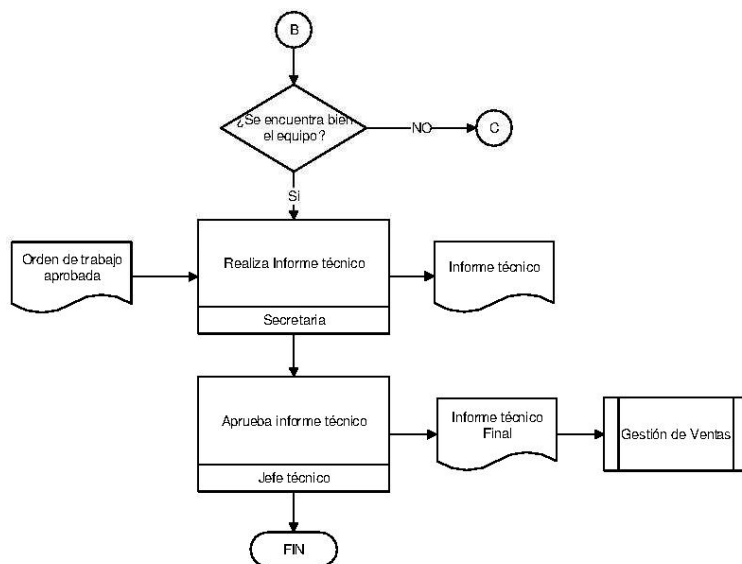 B
¿Se encuentra bien
el equipo?
NO
C
Si
Orden de trabajo
aprobada
Realiza Informe técnico
Informe técnico
Secretaria
Aprueba informe técnico
Informe técnico
Final
Gestión de Ventas
Jefe técnico
FIN